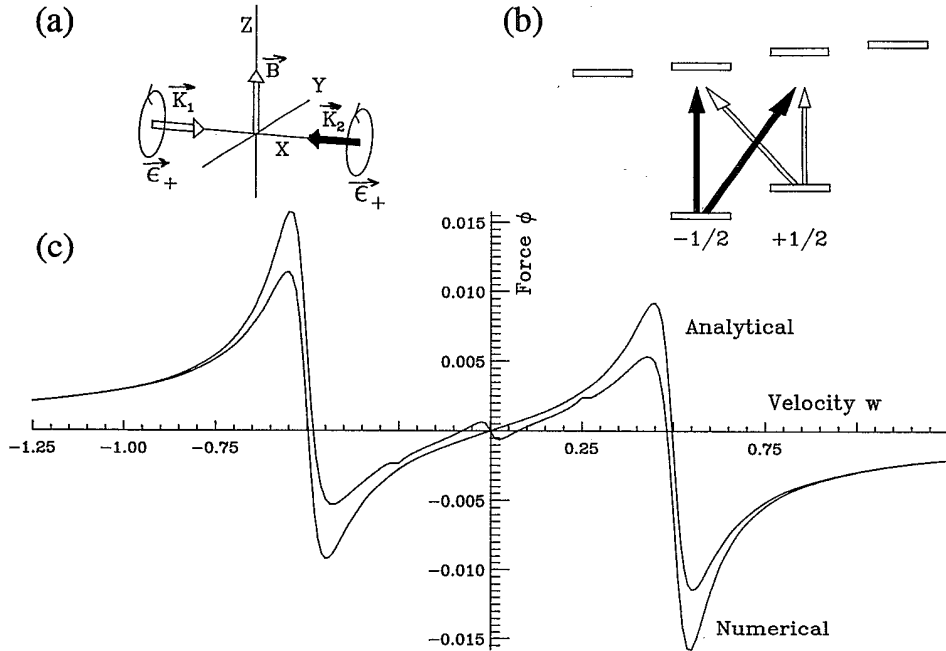 (a)
Z
B
Y
K₁
K₂
X
ϵ₊
ϵ₊
(b)
−1/2
+1/2
(c)
Force ϕ
0.015
0.010
0.005
−0.005
−0.010
−0.015
−1.25
−1.00
−0.75
0.25
0.75
Velocity w
Analytical
Numerical